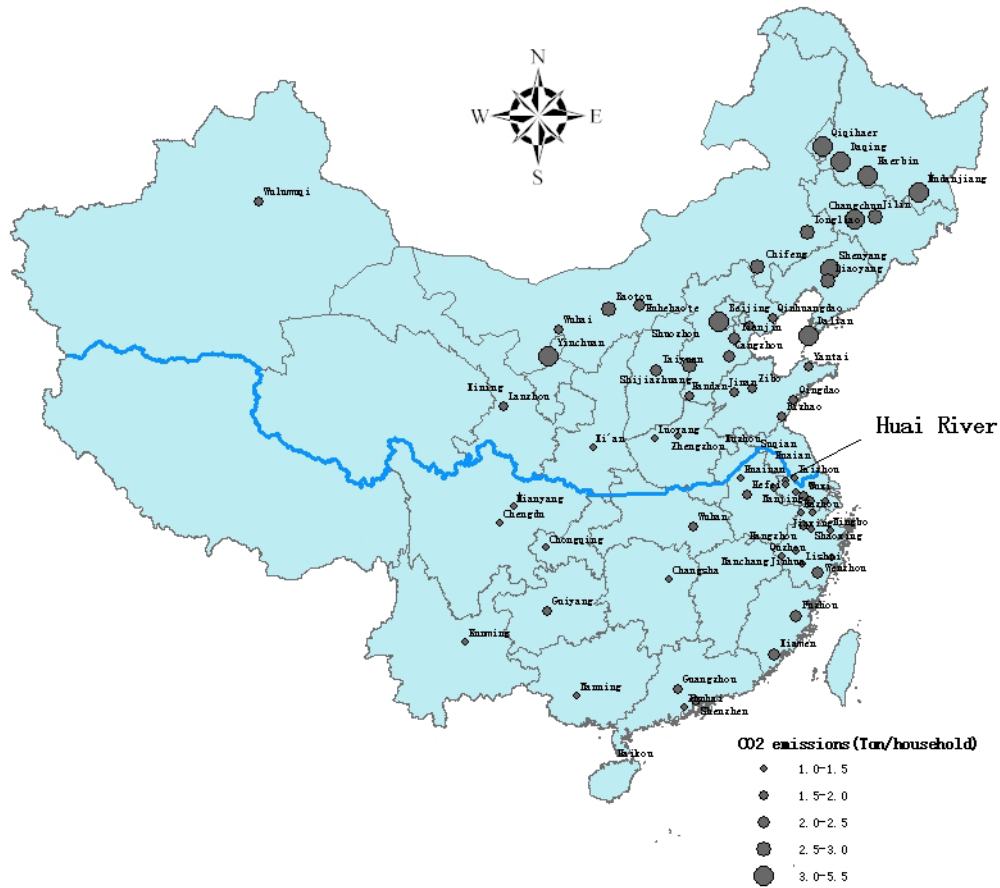 N
W
E
S
Qiqihaer
Daqing
Haerbin
Mudanjiang
Wulumuqi
Changchun
Jilin
Tongliao
Chifeng
Shenyang
Liaoyang
Baotou
Huhehaote
Beijing
Qinhuangdao
Wuhai
Shuozhou
Tianjin
Dalian
Yinchuan
Cangzhou
Taiyuan
Yantai
Shijiazhuang
Handan
Jinan
Zibo
Xining
Lanzhou
Qingdao
Rizhao
Huai River
Xi'an
Luoyang
Zhengzhou
Xuzhou
Suqian
Huaian
Huainan
Taizhou
Hefei
Wuxi
Mianyang
Nanjing
Chengdu
Wuhan
Jiaxing
Ningbo
Hangzhou
Shaoxing
Chongqing
Quzhou
Lishui
Nanchang
Jinhua
Wenzhou
Changsha
Guiyang
Fuzhou
Kunming
Xiamen
Nanning
Guangzhou
Zhuhai
Shenzhen
Haikou
CO2 emissions(Ton/household)
1.0-1.5
1.5-2.0
2.0-2.5
2.5-3.0
3.0-5.5